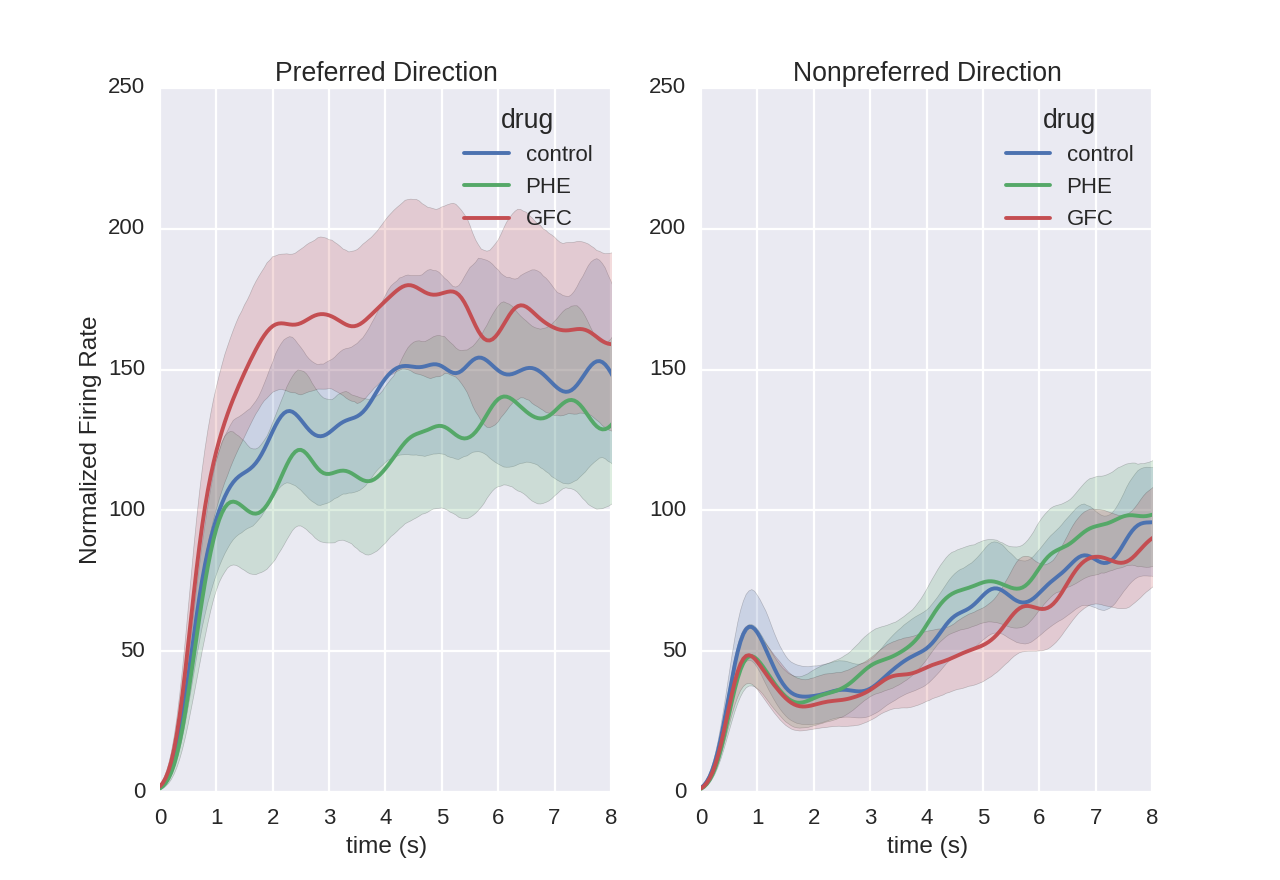 Preferred Direction
Nonpreferred Direction
Normalized Firing Rate
250
200
150
100
50
0
0 1 2 3 4 5 6 7 8
time (s)
drug
control
PHE
GFC
250
200
150
100
50
0
0 1 2 3 4 5 6 7 8
time (s)
drug
control
PHE
GFC